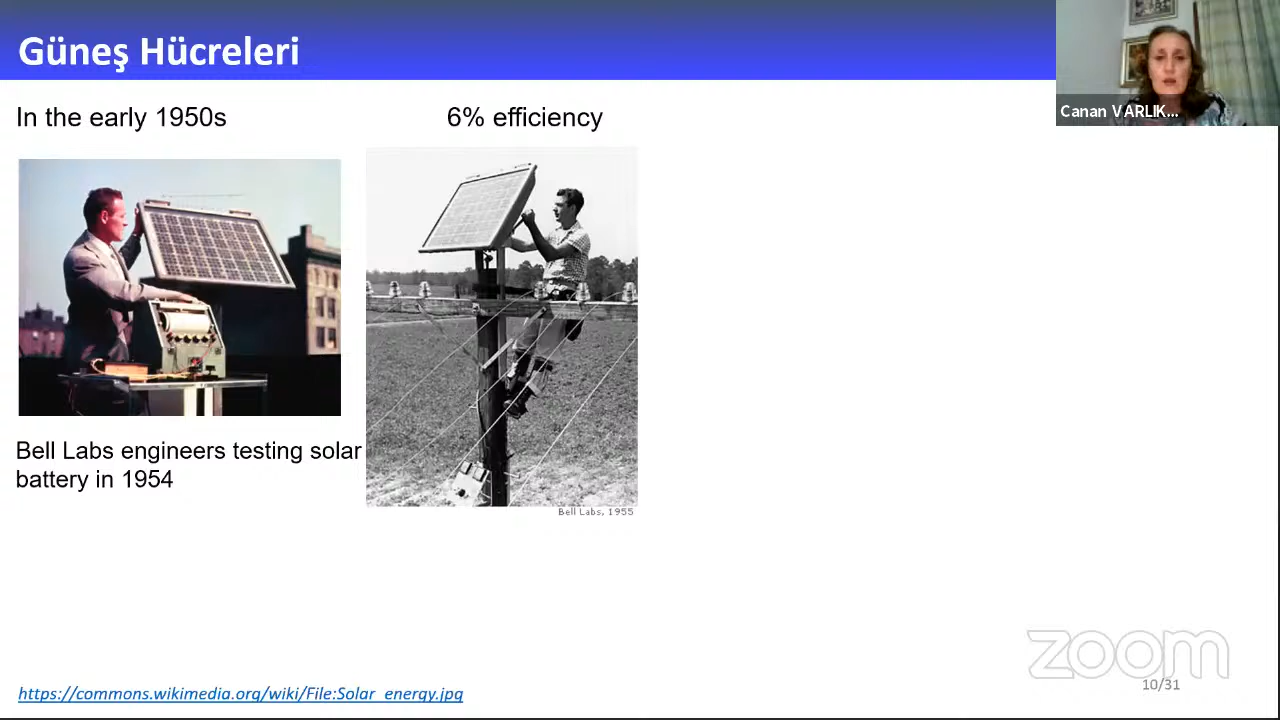 Güneş Hücreleri
Canan VARLIK...
In the early 1950s
6% efficiency
Bell Labs engineers testing solar
battery in 1954
Bell Labs, 1955
zoom
10/31
https://commons.wikimedia.org/wiki/File:Solar_energy.jpg